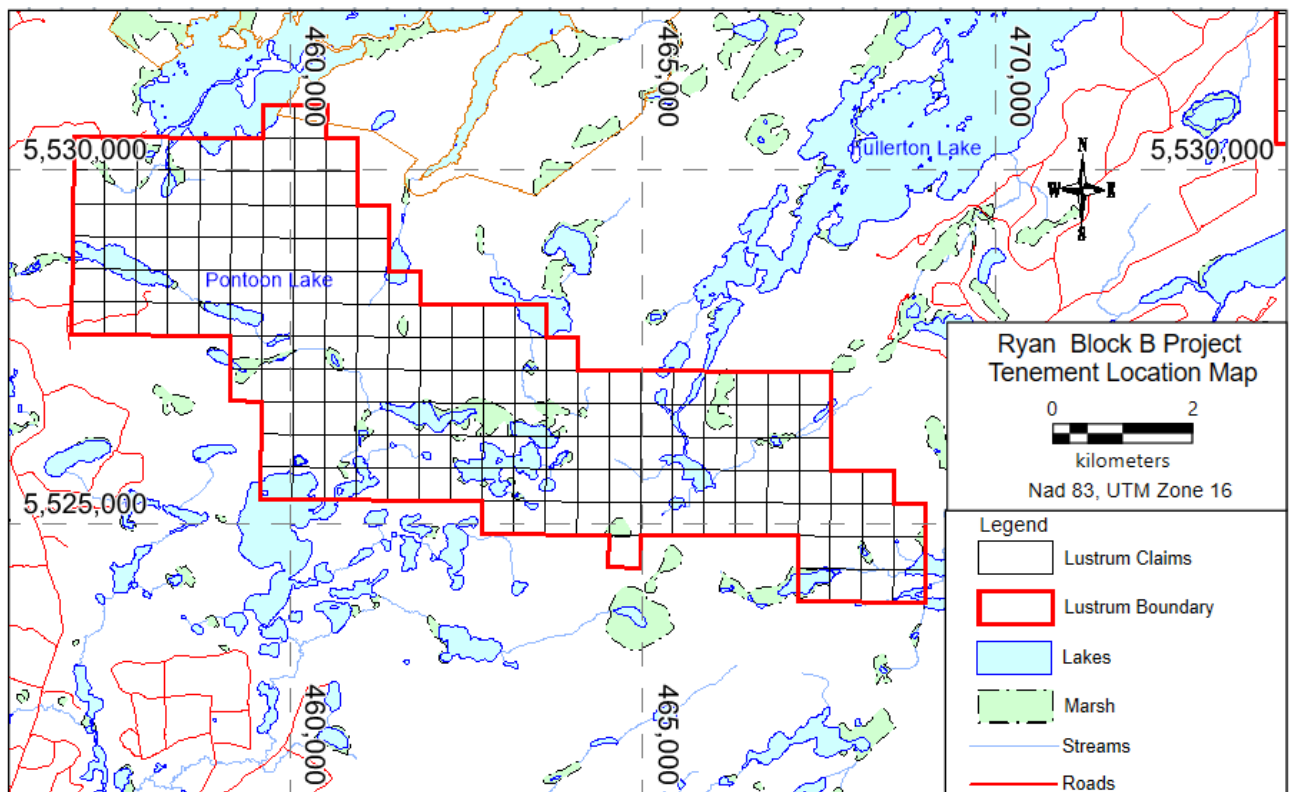 460,000
465,000
470,000
5,530,000
Fullerton Lake
5,530,000
N
W E
S
Pontoon Lake
Ryan Block B Project
Tenement Location Map
0 2
kilometers
Nad 83, UTM Zone 16
5,525,000
Legend
Lustrum Claims
Lustrum Boundary
Lakes
Marsh
Streams
Roads
460,000
465,000